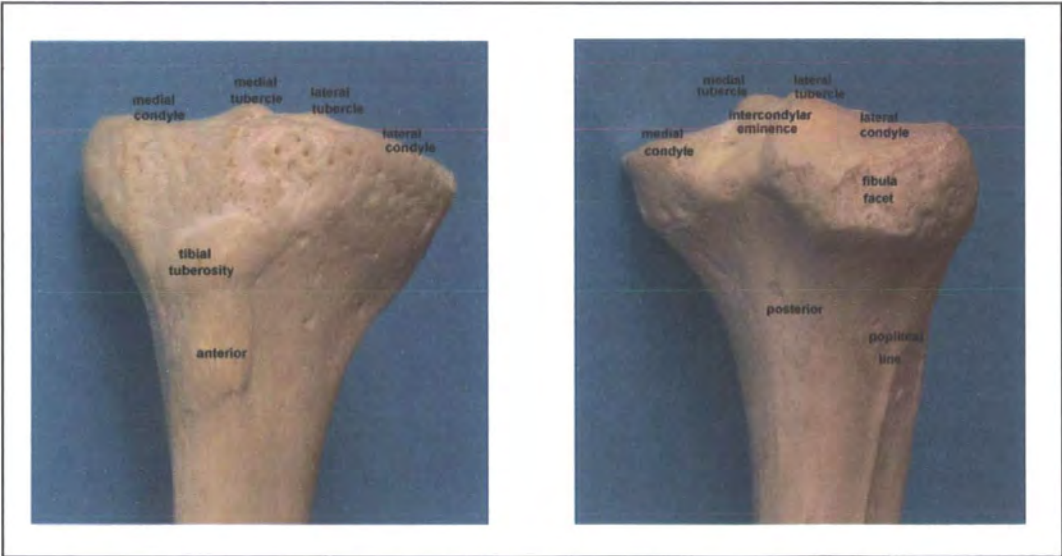 medial
condyle
medial
tubercle
lateral
tubercle
lateral
condyle
tibial
tuberosity
anterior
medial
tubercle
lateral
tubercle
intercondylar
eminence
medial
condyle
lateral
condyle
fibula
facet
posterior
popliteal
line